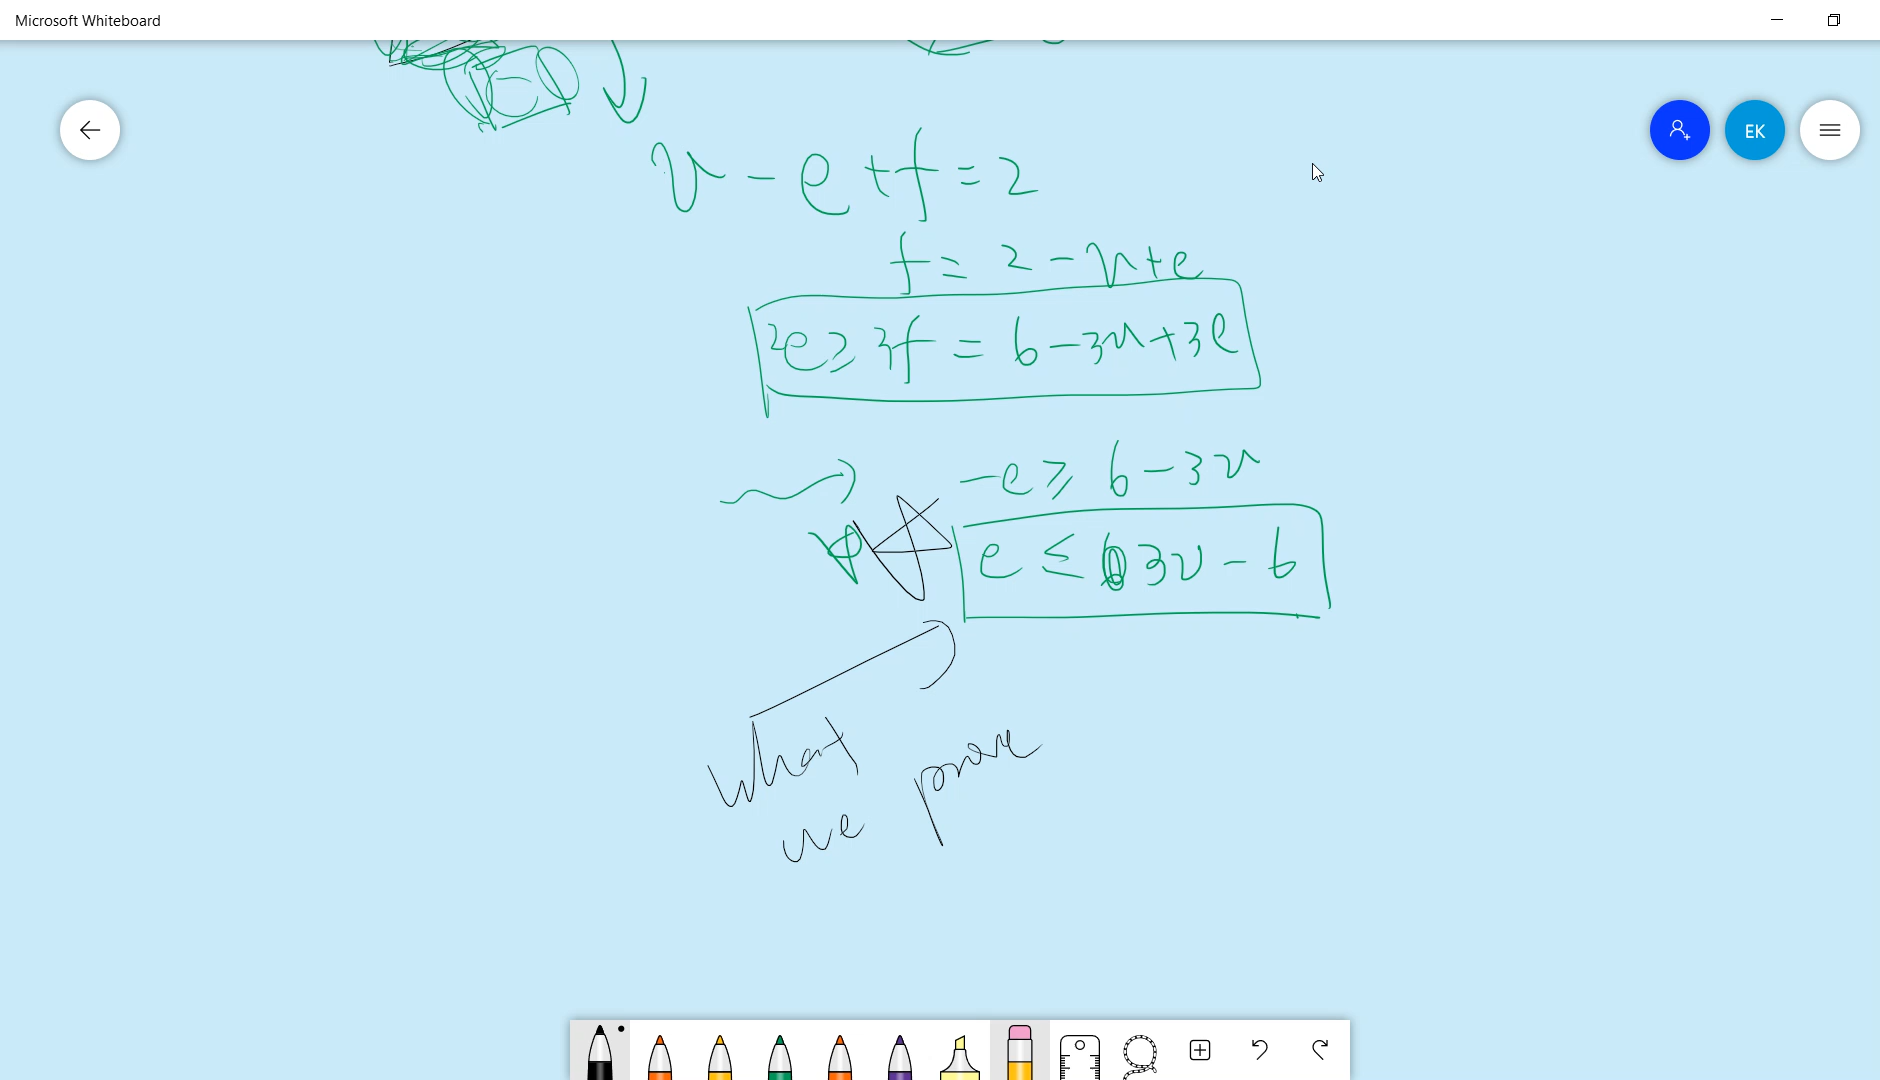 Microsoft Whiteboard
EK
v - e + f = 2
f = 2 - v + e
2e ≥ 3f = 6 - 3v + 3e
-e ≥ 6 - 3v
e ≤ 3v - 6
what
we prove